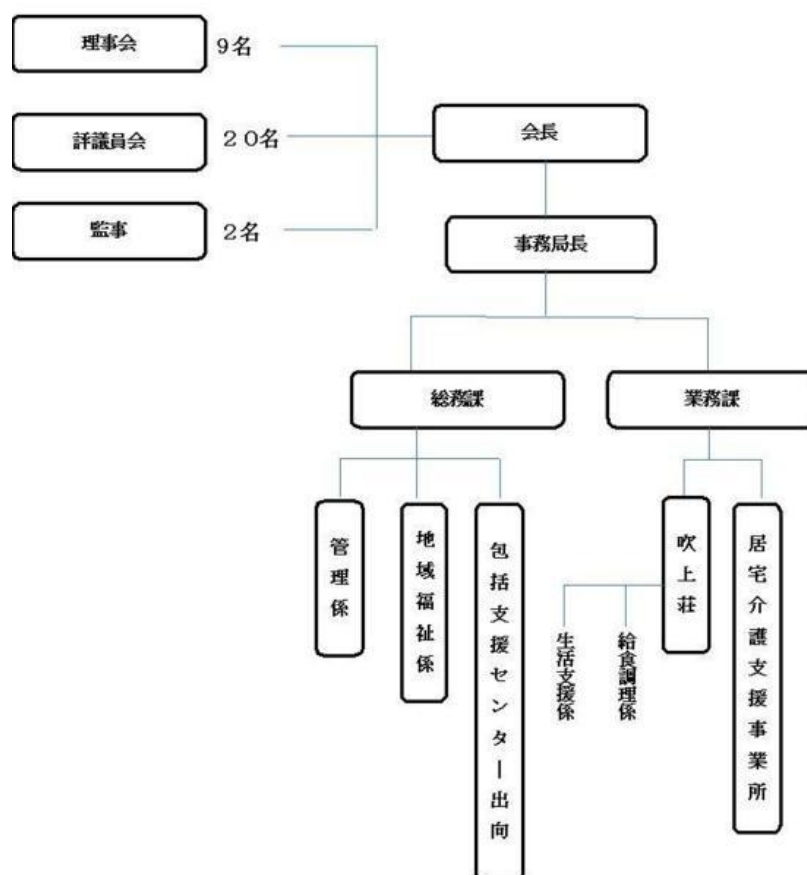 理事会 9名
評議員会 20名
監事 2名
会長
事務局長
総務課
業務課
管理係
地域福祉係
包括支援センター出向
吹上荘
居宅介護支援事業所
生活支援係
給食調理係